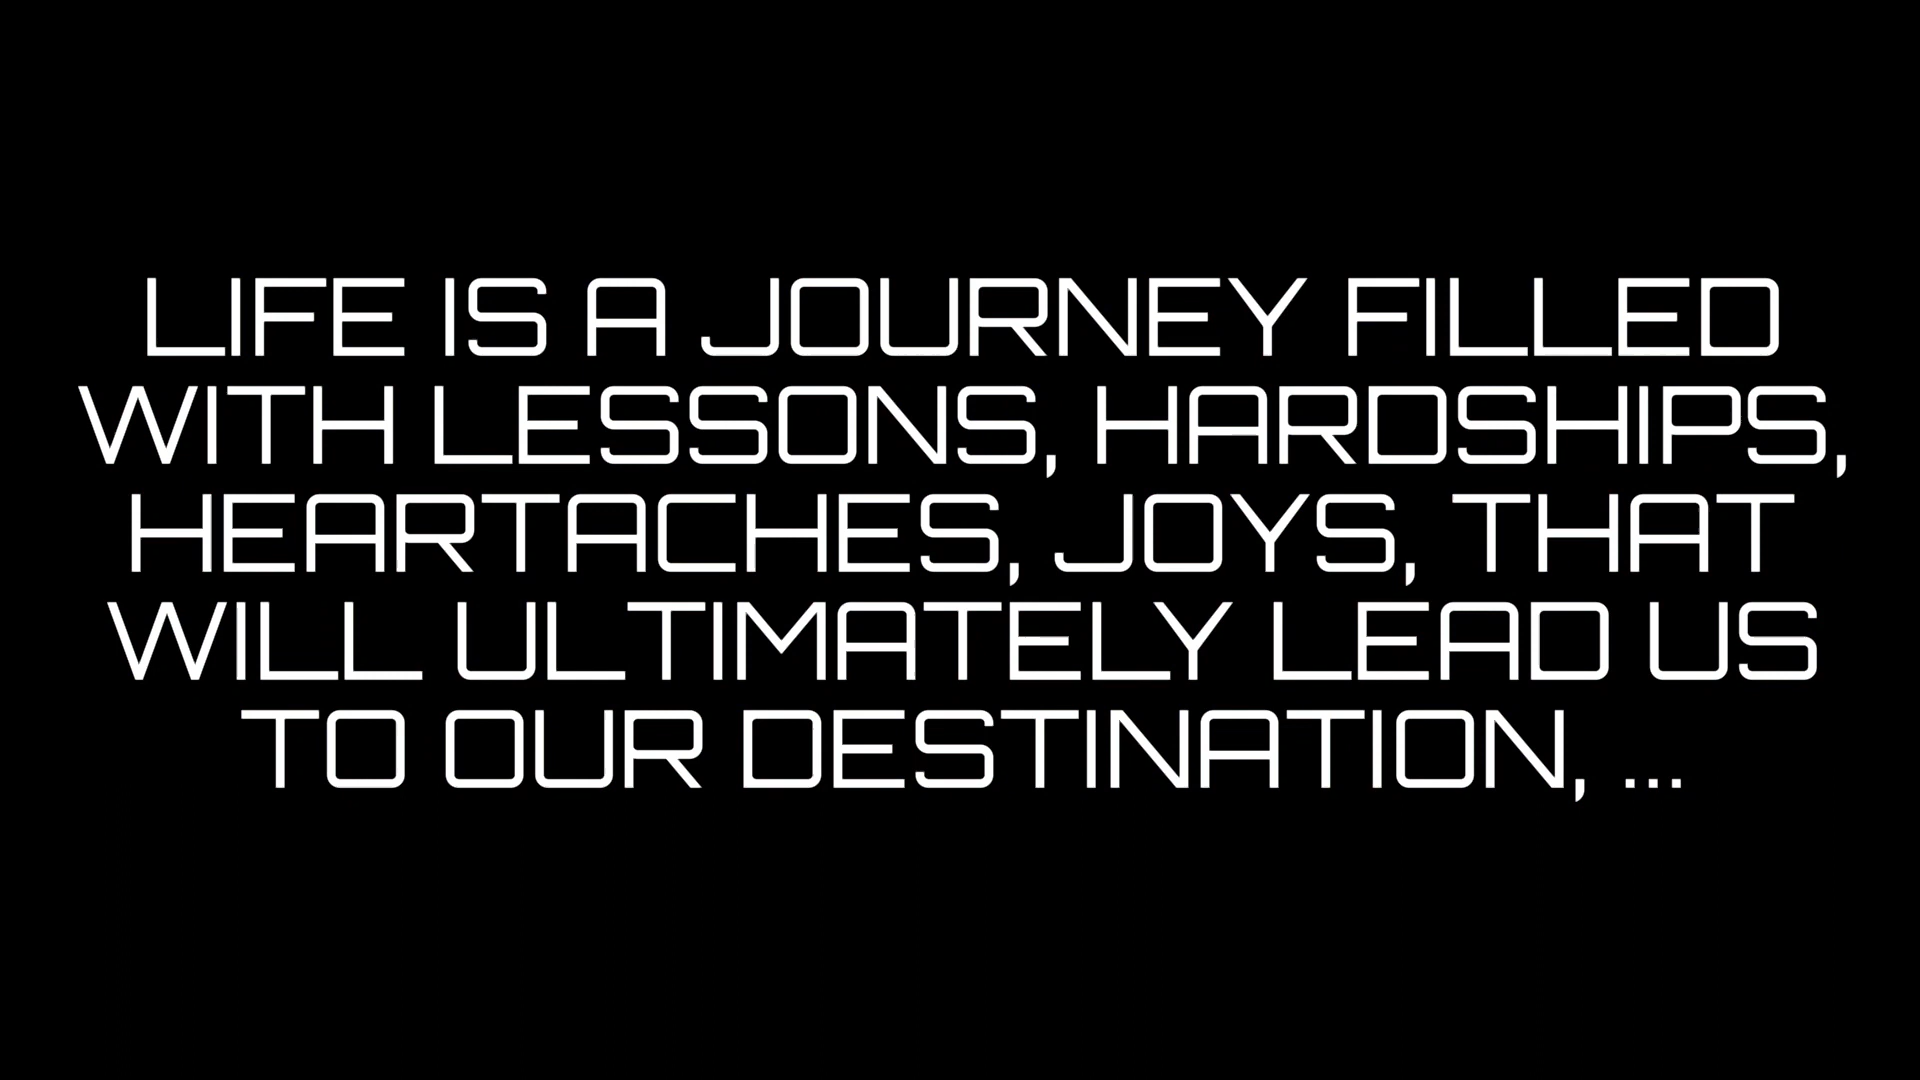 LIFE IS A JOURNEY FILLED
WITH LESSONS, HARDSHIPS,
HEARTACHES, JOYS, THAT
WILL ULTIMATELY LEAD US
TO OUR DESTINATION, ...